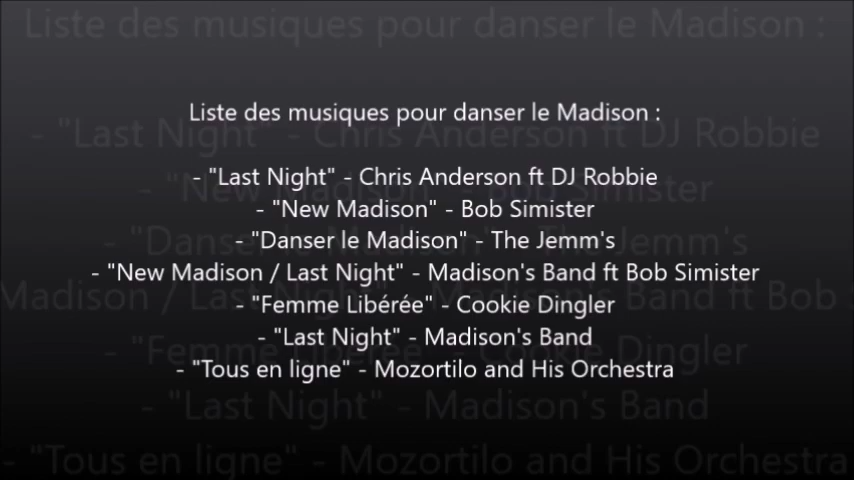 Liste des musiques pour danser le Madison :
- "Last Night" - Chris Anderson ft DJ Robbie
- "New Madison" - Bob Simister
- "Danser le Madison" - The Jemm's
- "New Madison / Last Night" - Madison's Band ft Bob Simister
- "Femme Libérée" - Cookie Dingler
- "Last Night" - Madison's Band
- "Tous en ligne" - Mozortilo and His Orchestra